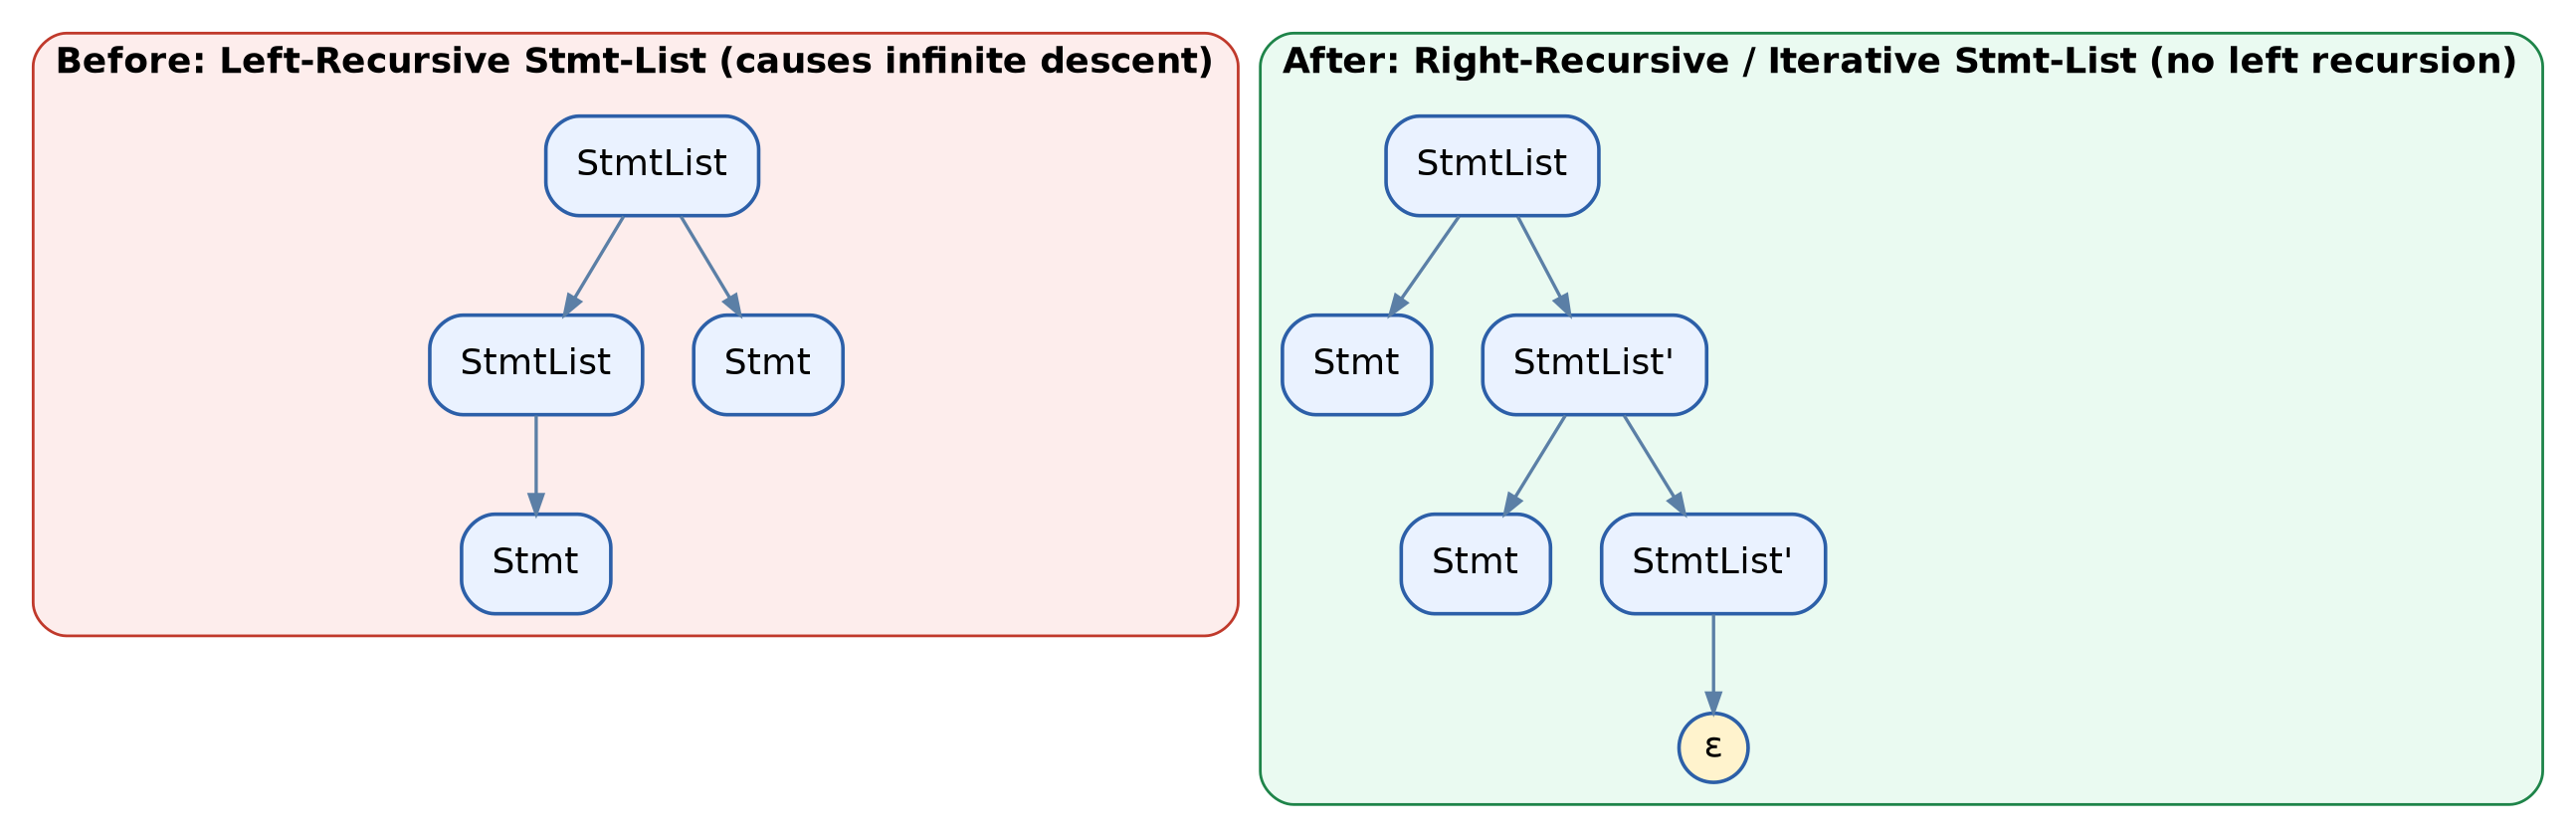 Before: Left-Recursive Stmt-List (causes infinite descent)
StmtList
StmtList
Stmt
Stmt
After: Right-Recursive / Iterative Stmt-List (no left recursion)
StmtList
Stmt
StmtList'
Stmt
StmtList'
ε